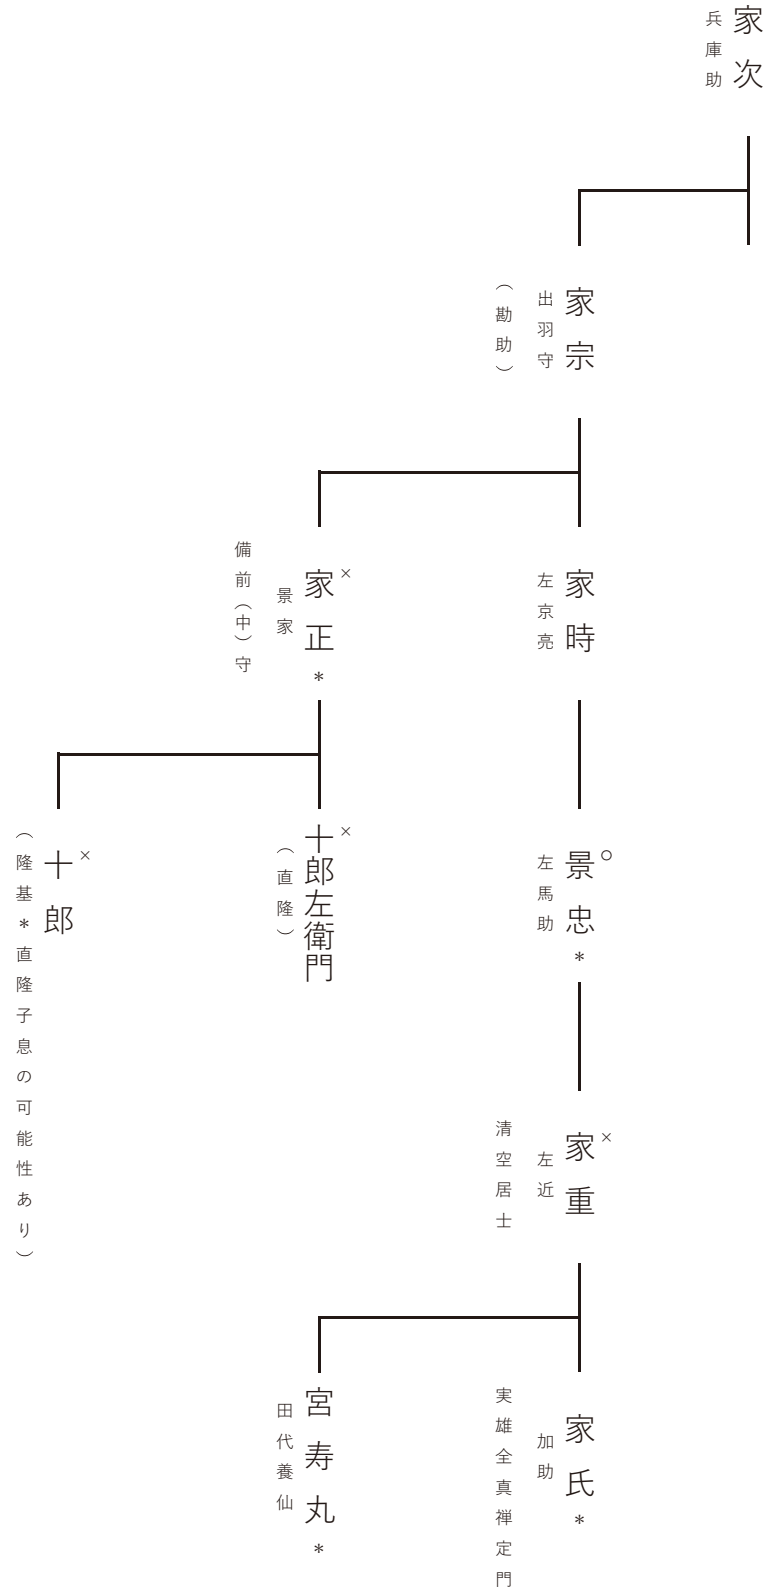 家次
兵庫助
家宗
出羽守
（勘助）
家時
左京亮
×
家正*
景家
備前（中）守
○
景忠*
左馬助
×
十郎左衛門
（直隆）
×
十郎
（隆基*直隆子息の可能性あり）
×
家重
左近
清空居士
家氏*
加助
実雄全真禅定門
宮寿丸*
田代養仙